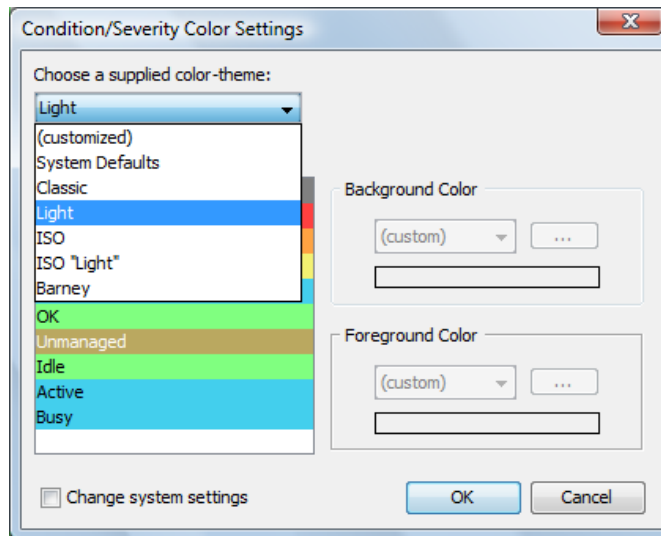 Condition/Severity Color Settings
Choose a supplied color-theme:
Light
(customized)
System Defaults
Classic
Light
ISO
ISO "Light"
Barney
OK
Unmanaged
Idle
Active
Busy
Background Color
(custom)
...
Foreground Color
(custom)
...
Change system settings
OK
Cancel